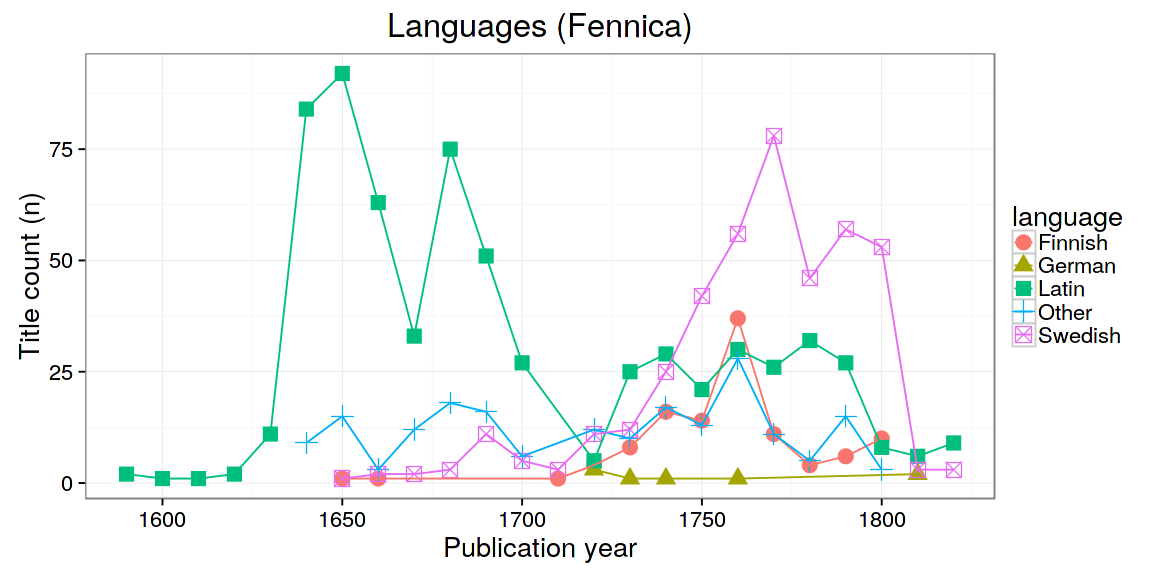 Languages (Fennica)
Title count (n)
75
50
25
0
1600
1650
1700
1750
1800
Publication year
language
Finnish
German
Latin
Other
Swedish